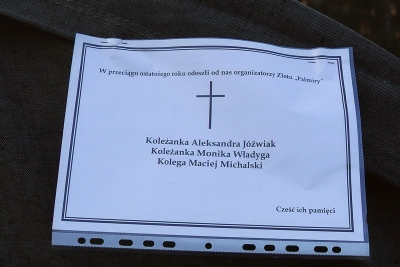 W przeciągu ostatniego roku odeszli od nas organizatorzy Zlotu „Palmiry"
Koleżanka Aleksandra Jóźwiak
Koleżanka Monika Władyga
Kolega Maciej Michalski
Cześć ich pamięci